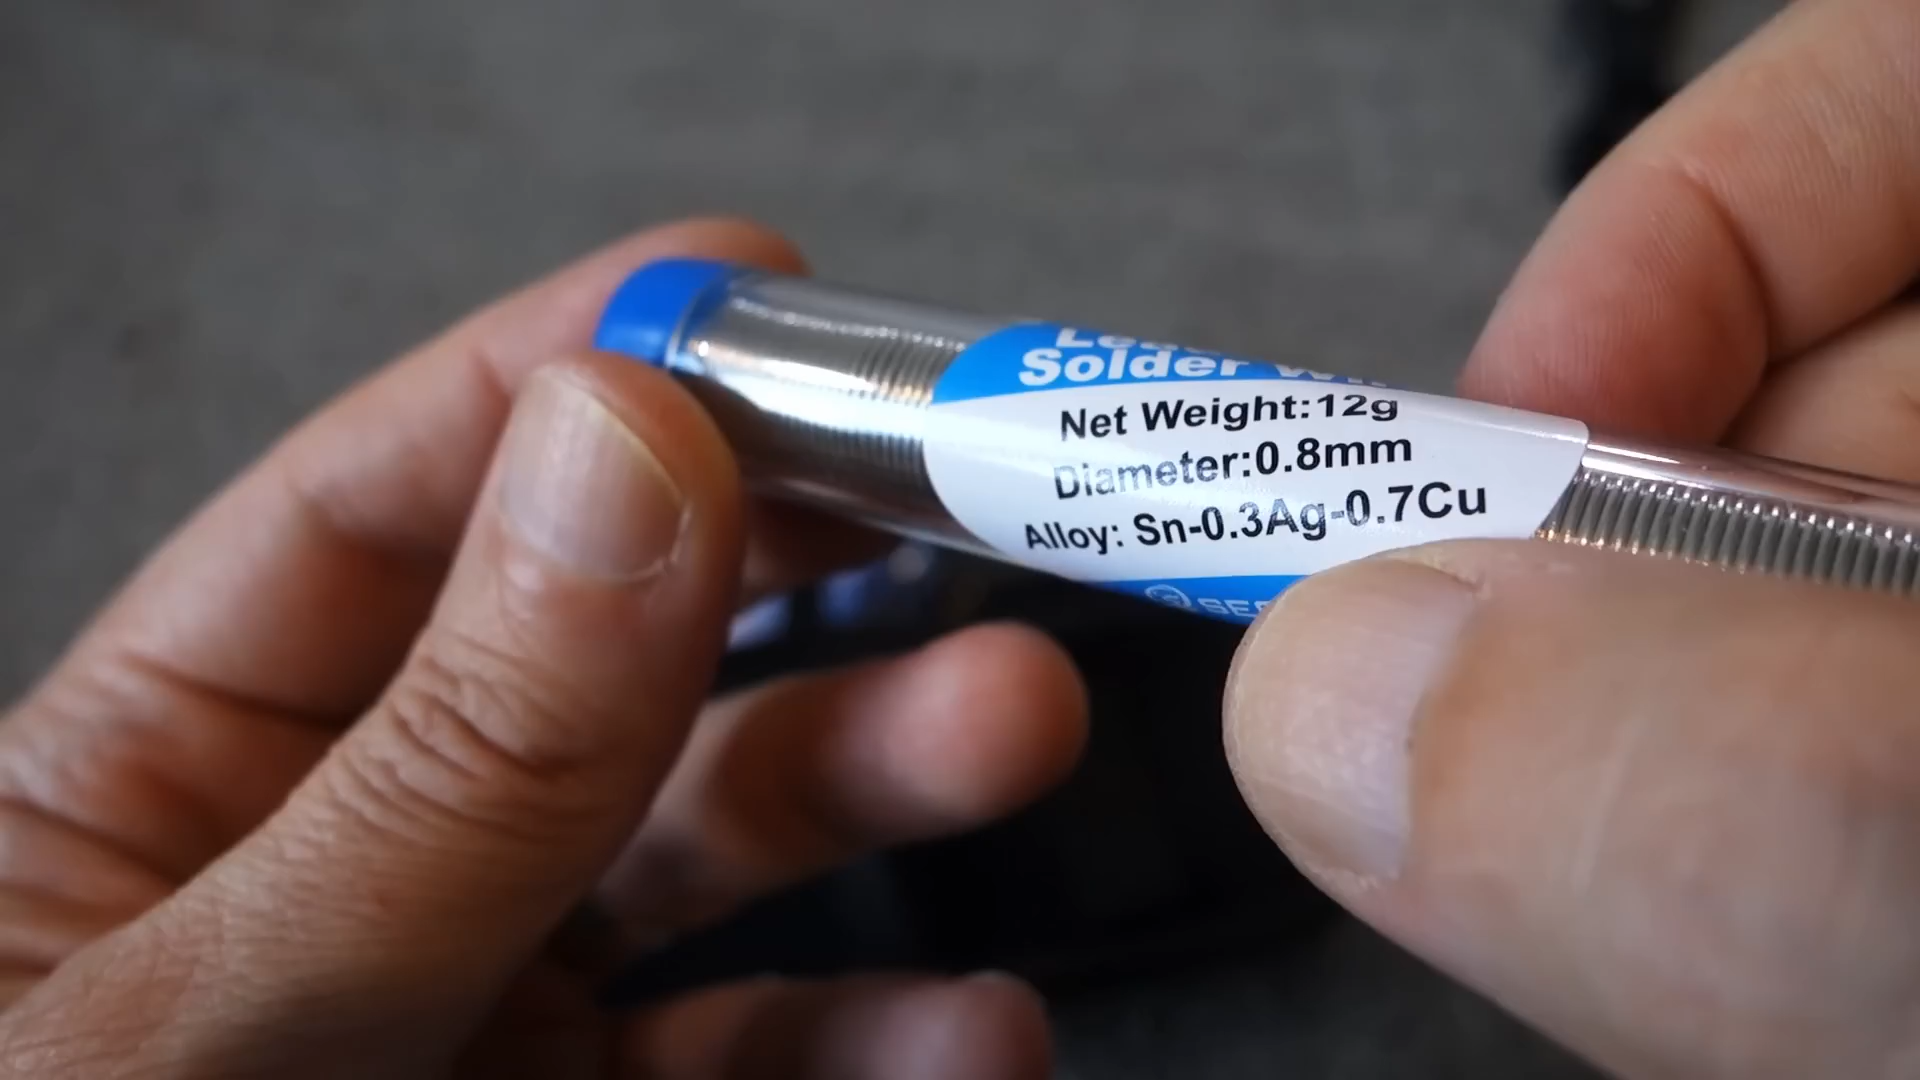 Solder
Net Weight:12g
Diameter:0.8mm
Alloy: Sn-0.3Ag-0.7Cu